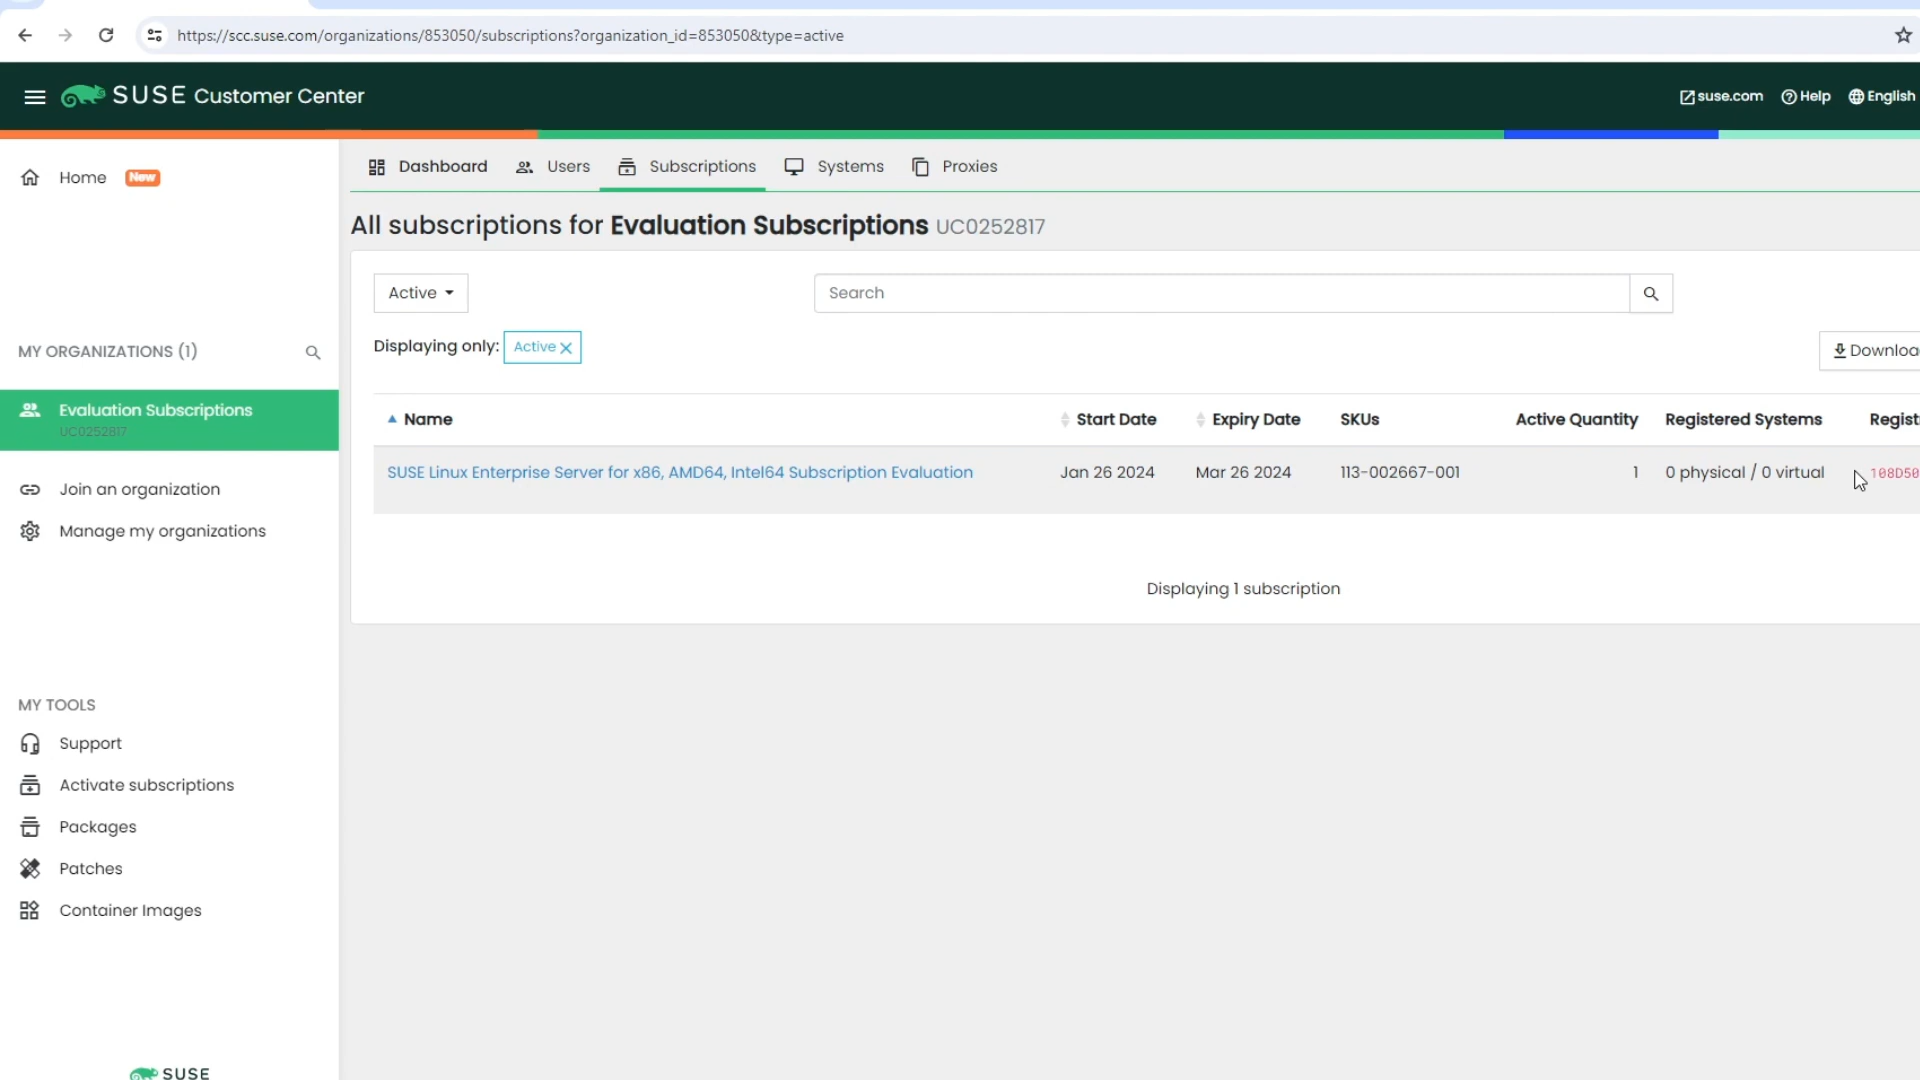 https://scc.suse.com/organizations/853050/subscriptions?organization_id=853050&type=active
SUSE Customer Center
suse.com
Help
English
Home New
Dashboard
Users
Subscriptions
Systems
Proxies
All subscriptions for Evaluation Subscriptions UC0252817
Active
Search
Displaying only: Active
MY ORGANIZATIONS (1)
Evaluation Subscriptions
UC0252817
Join an organization
Manage my organizations
Name Start Date Expiry Date SKUs Active Quantity Registered Systems
SUSE Linux Enterprise Server for x86, AMD64, Intel64 Subscription Evaluation Jan 26 2024 Mar 26 2024 113-002667-001 1 0 physical / 0 virtual 108D50
Displaying 1 subscription
MY TOOLS
Support
Activate subscriptions
Packages
Patches
Container Images
SUSE